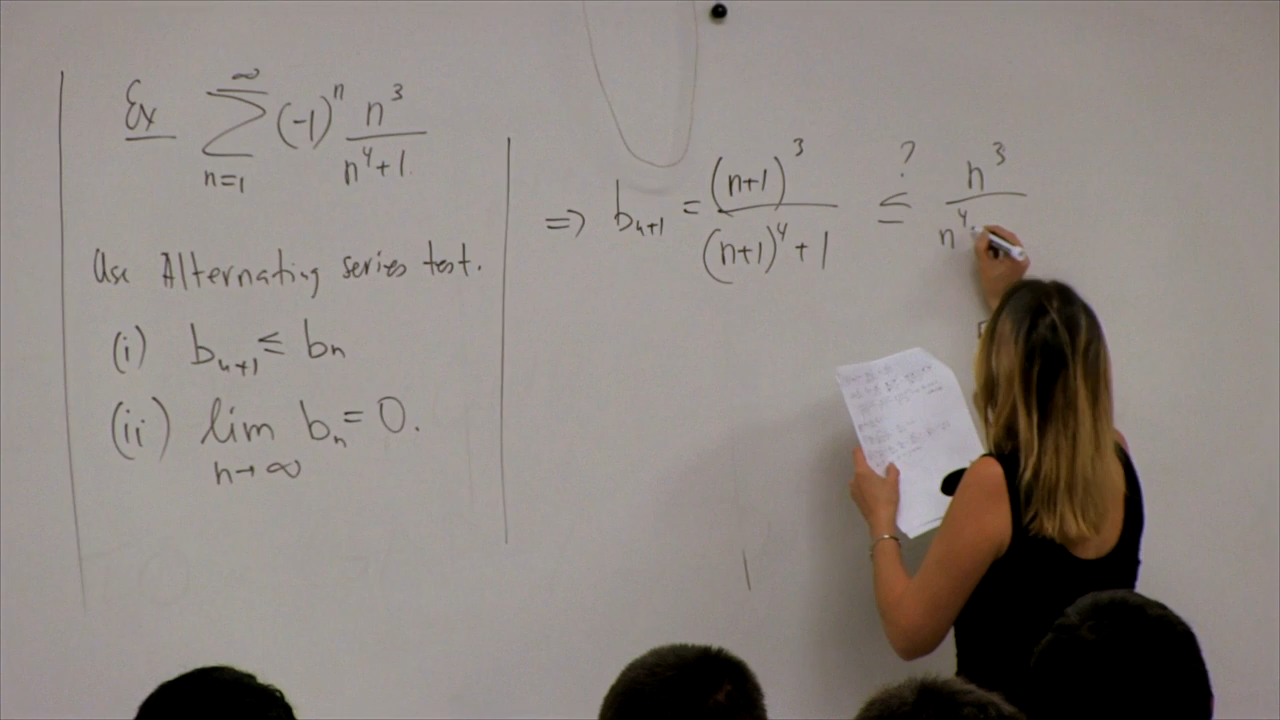 Ex ∑_{n=1}^{∞} (-1)^n n^3/(n^4+1)
Use Alternating series test.
(i) b_{n+1} ≤ b_n
(ii) lim_{n→∞} b_n = 0.
⇒ b_{n+1} = (n+1)^3/((n+1)^4+1) ≤^? n^3/n^4